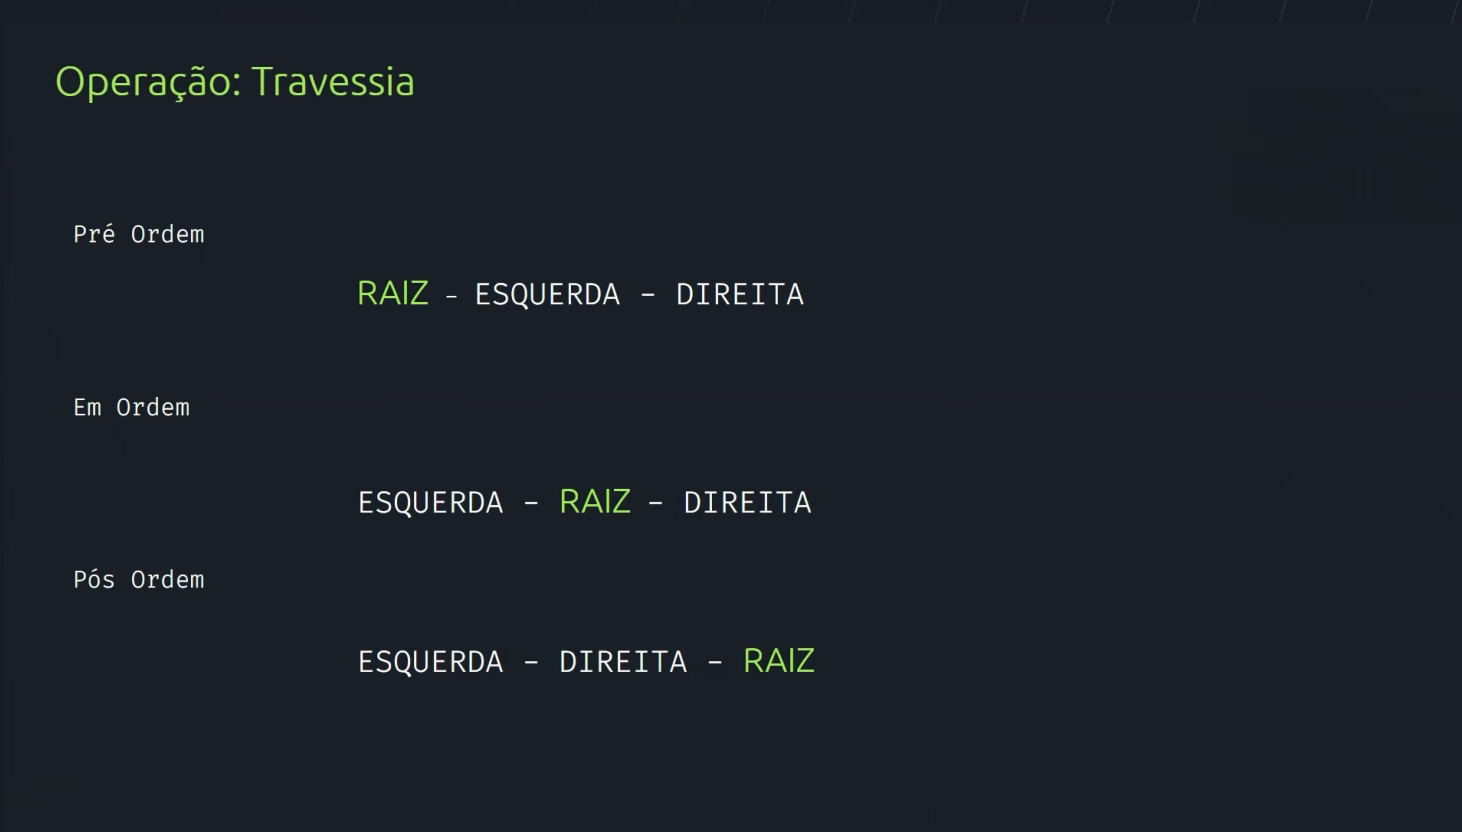 Operação: Travessia
Pré Ordem
RAIZ - ESQUERDA - DIREITA
Em Ordem
ESQUERDA - RAIZ - DIREITA
Pós Ordem
ESQUERDA - DIREITA - RAIZ